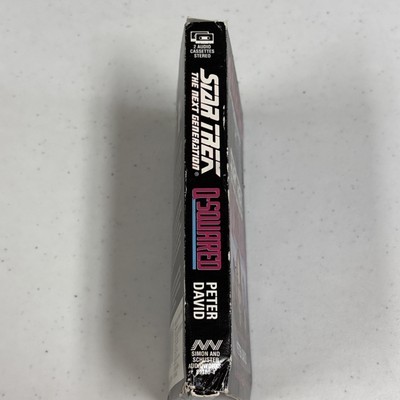 2 AUDIO
CASSETTES
STEREO
STAR TREK
THE NEXT GENERATION®
Q-SQUARED
PETER
DAVID
SIMON AND
SCHUSTER